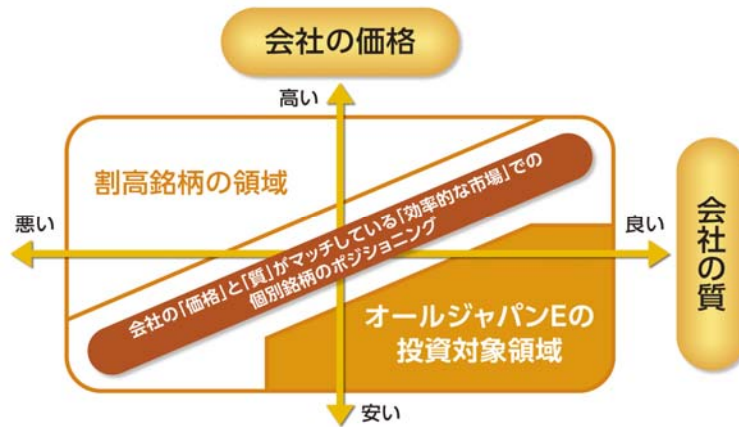 会社の価格
高い
割高銘柄の領域
会社の「価格」と「質」がマッチしている「効率的な市場」での
個別銘柄のポジショニング
悪い
良い
会社の質
オールジャパンEの
投資対象領域
安い